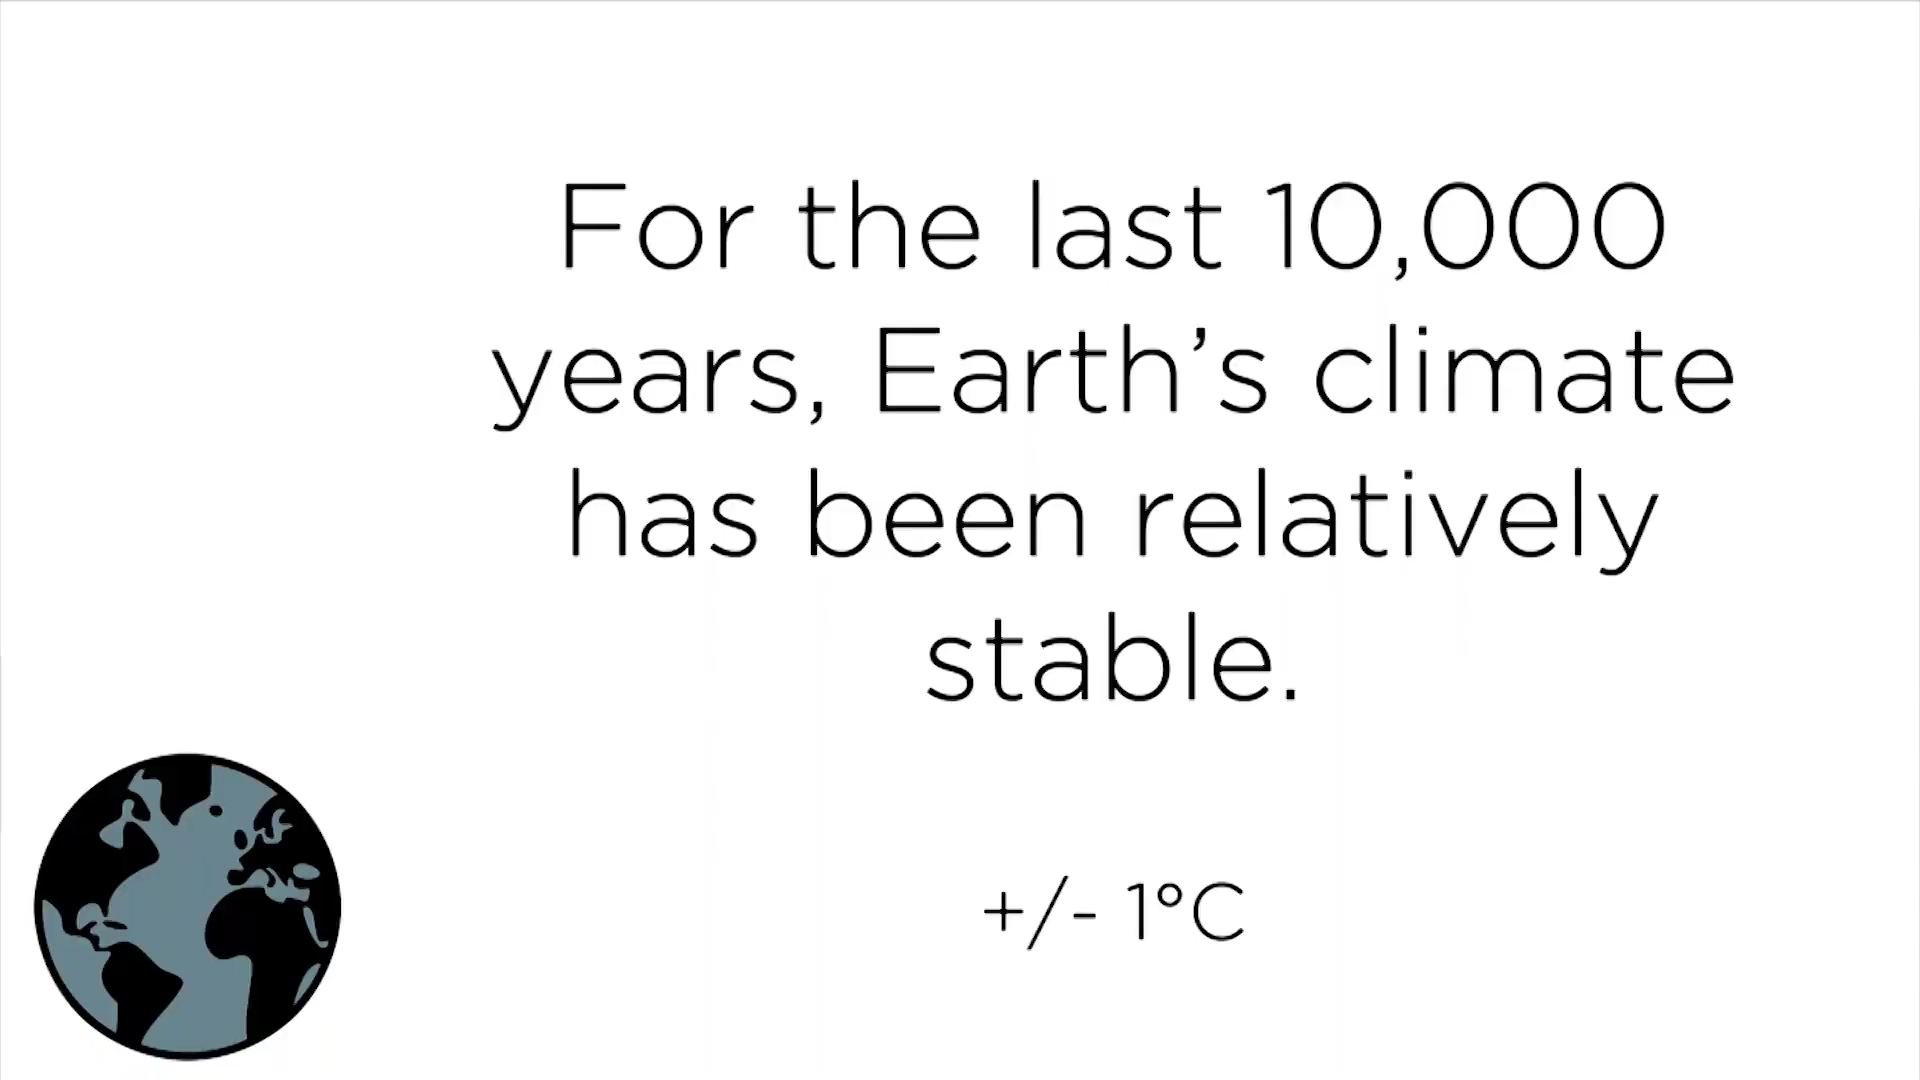 For the last 10,000
years, Earth’s climate
has been relatively
stable.
+/- 1°C